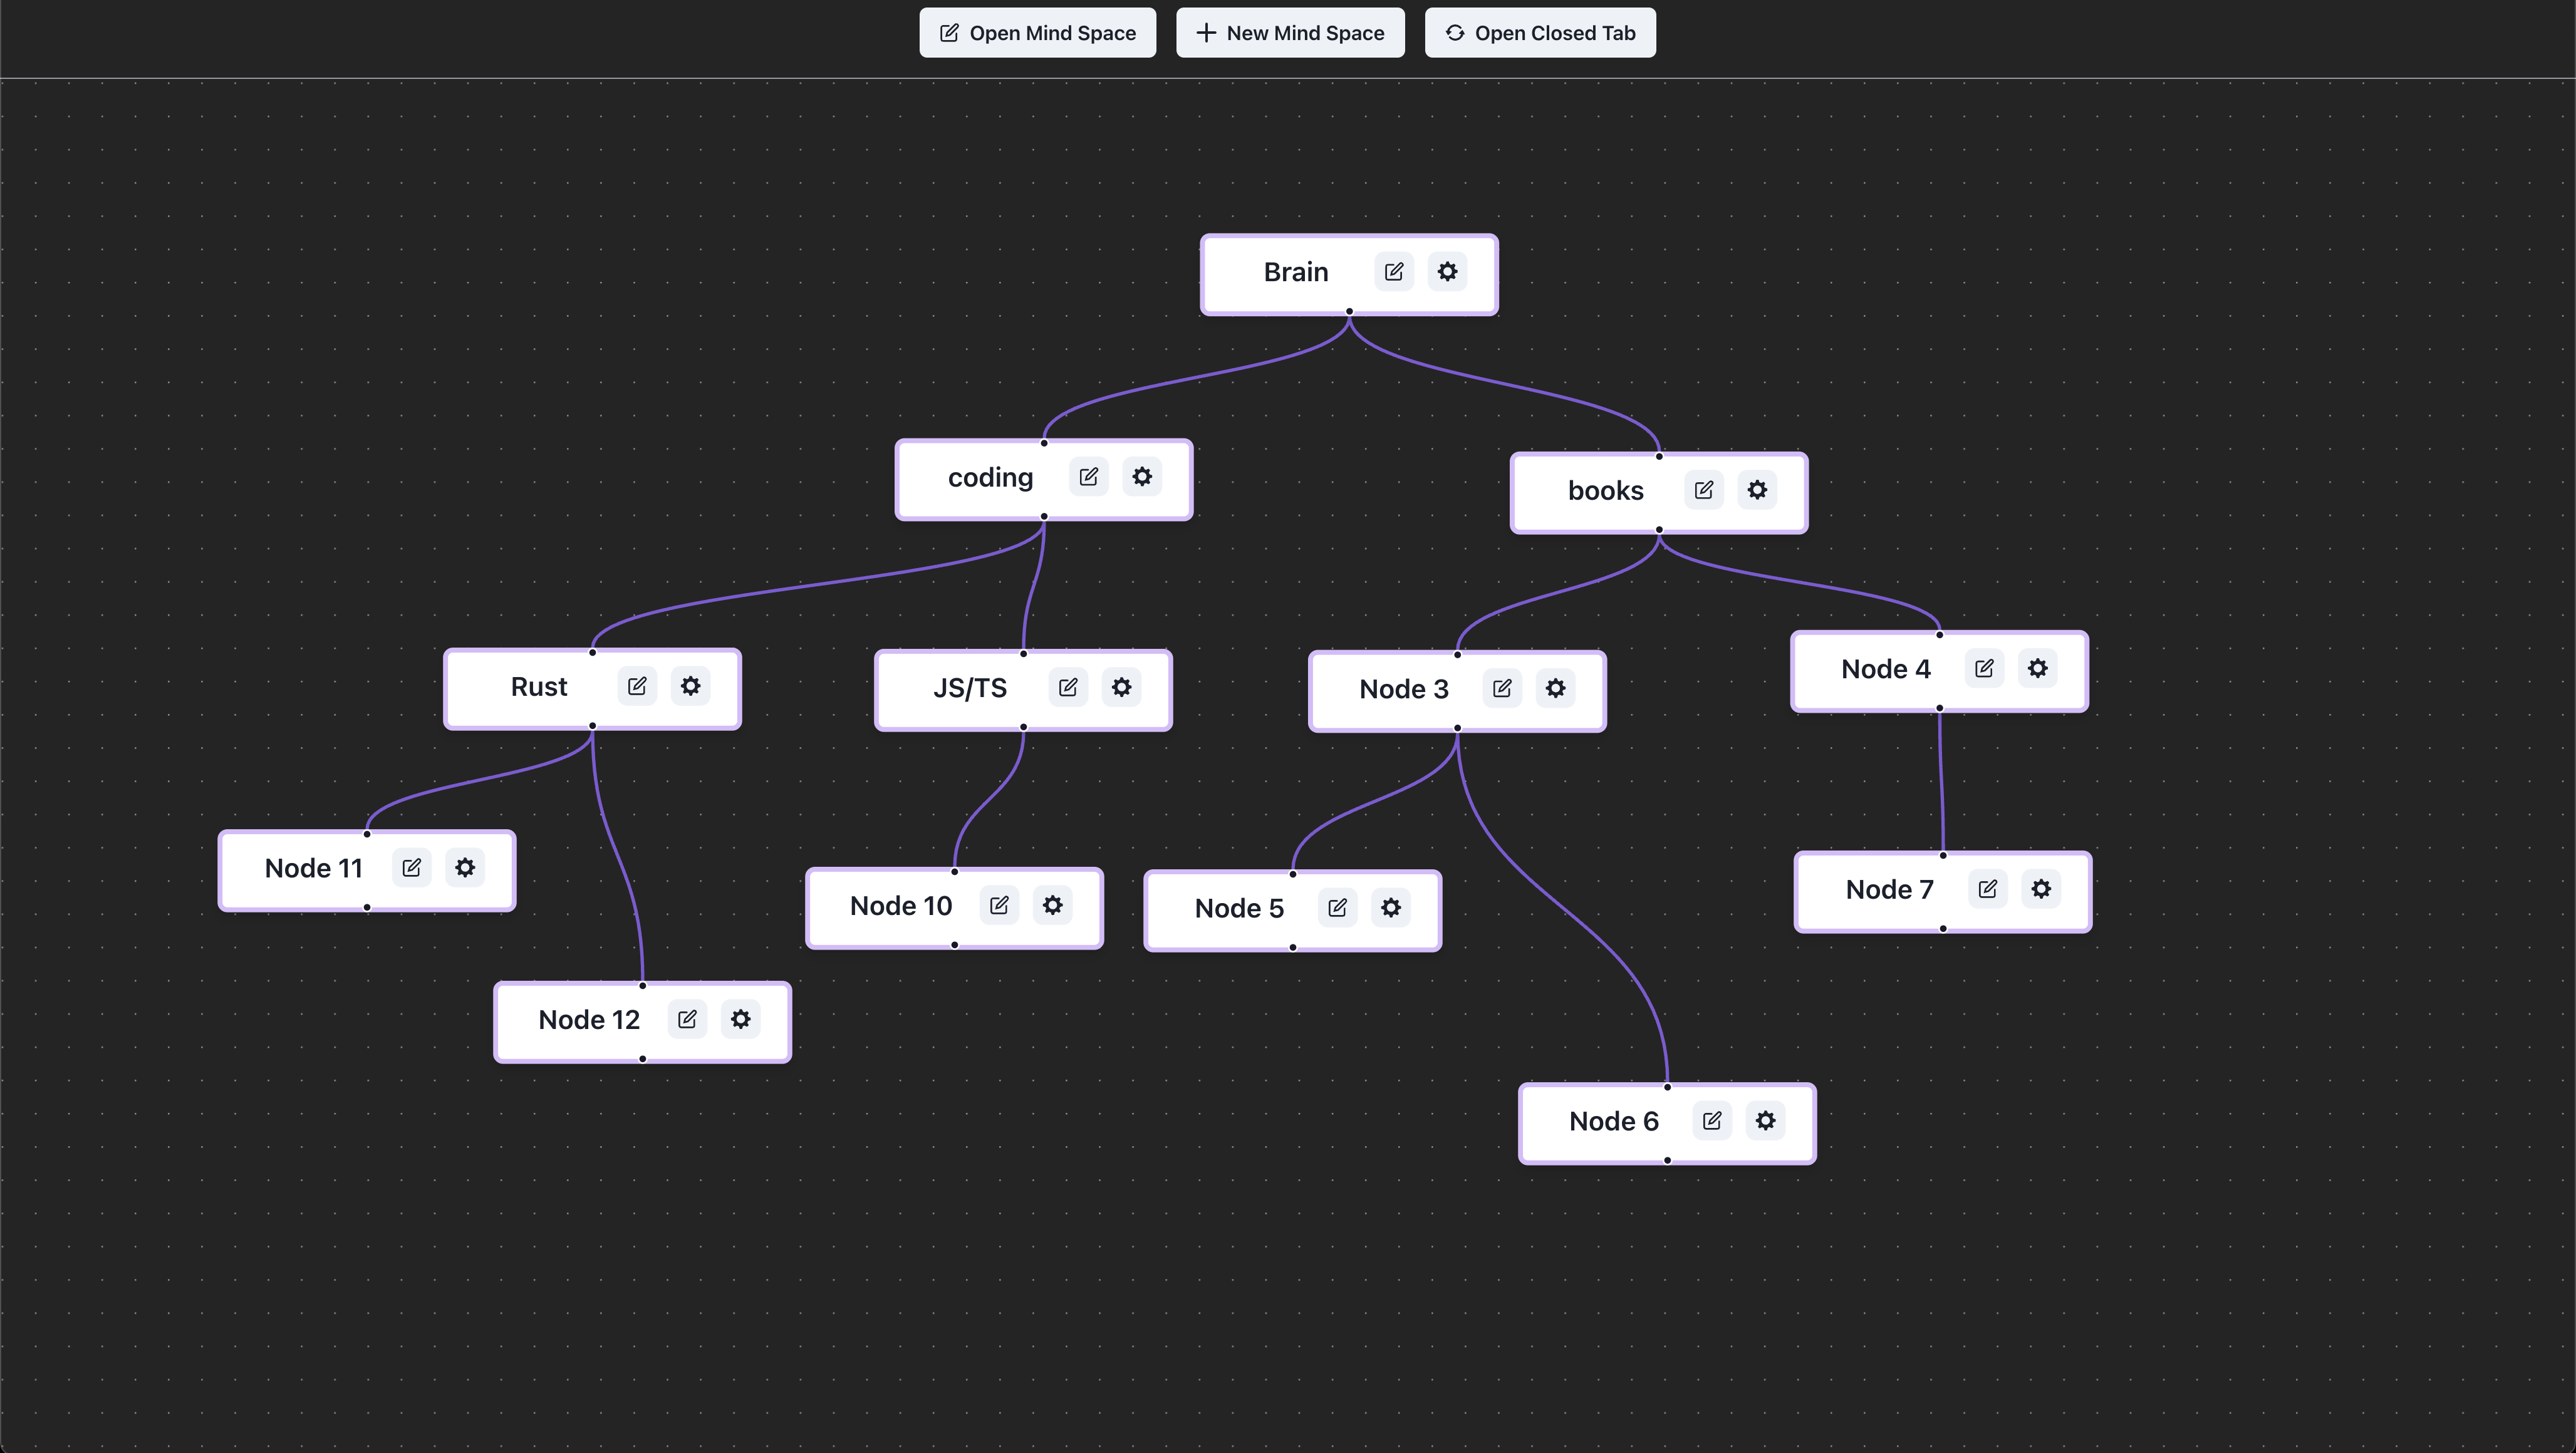 Open Mind Space
New Mind Space
Open Closed Tab
Brain
coding
books
Rust
JS/TS
Node 3
Node 4
Node 11
Node 10
Node 5
Node 7
Node 12
Node 6